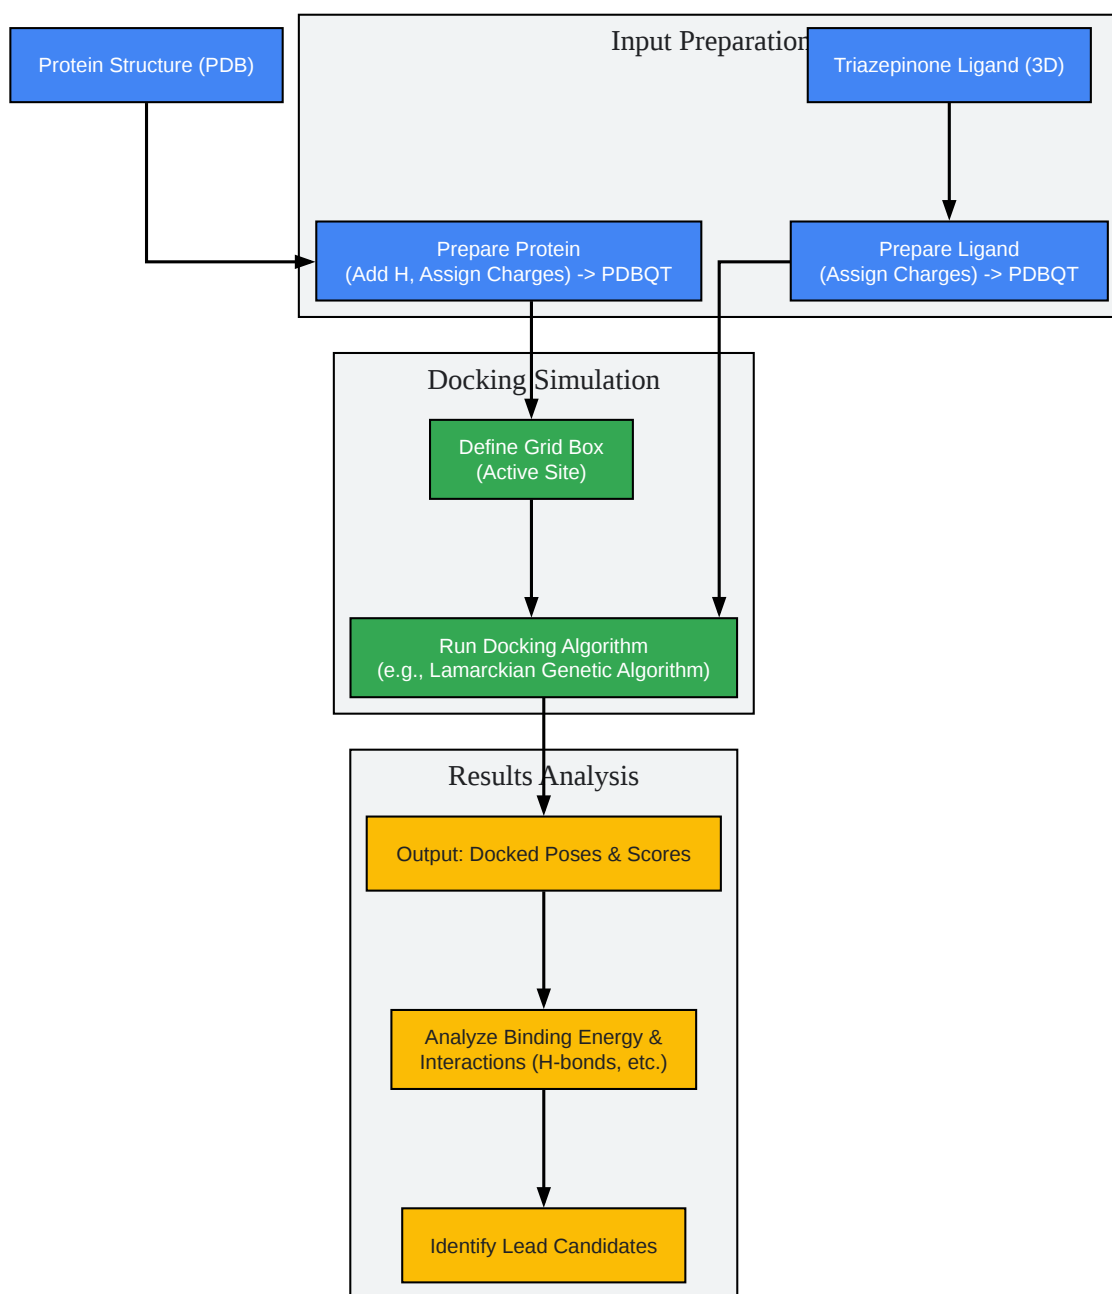 Input Preparation
Protein Structure (PDB)
Triazepinone Ligand (3D)
Prepare Protein
(Add H, Assign Charges) -> PDBQT
Prepare Ligand
(Assign Charges) -> PDBQT
Docking Simulation
Define Grid Box
(Active Site)
Run Docking Algorithm
(e.g., Lamarckian Genetic Algorithm)
Results Analysis
Output: Docked Poses & Scores
Analyze Binding Energy &
Interactions (H-bonds, etc.)
Identify Lead Candidates